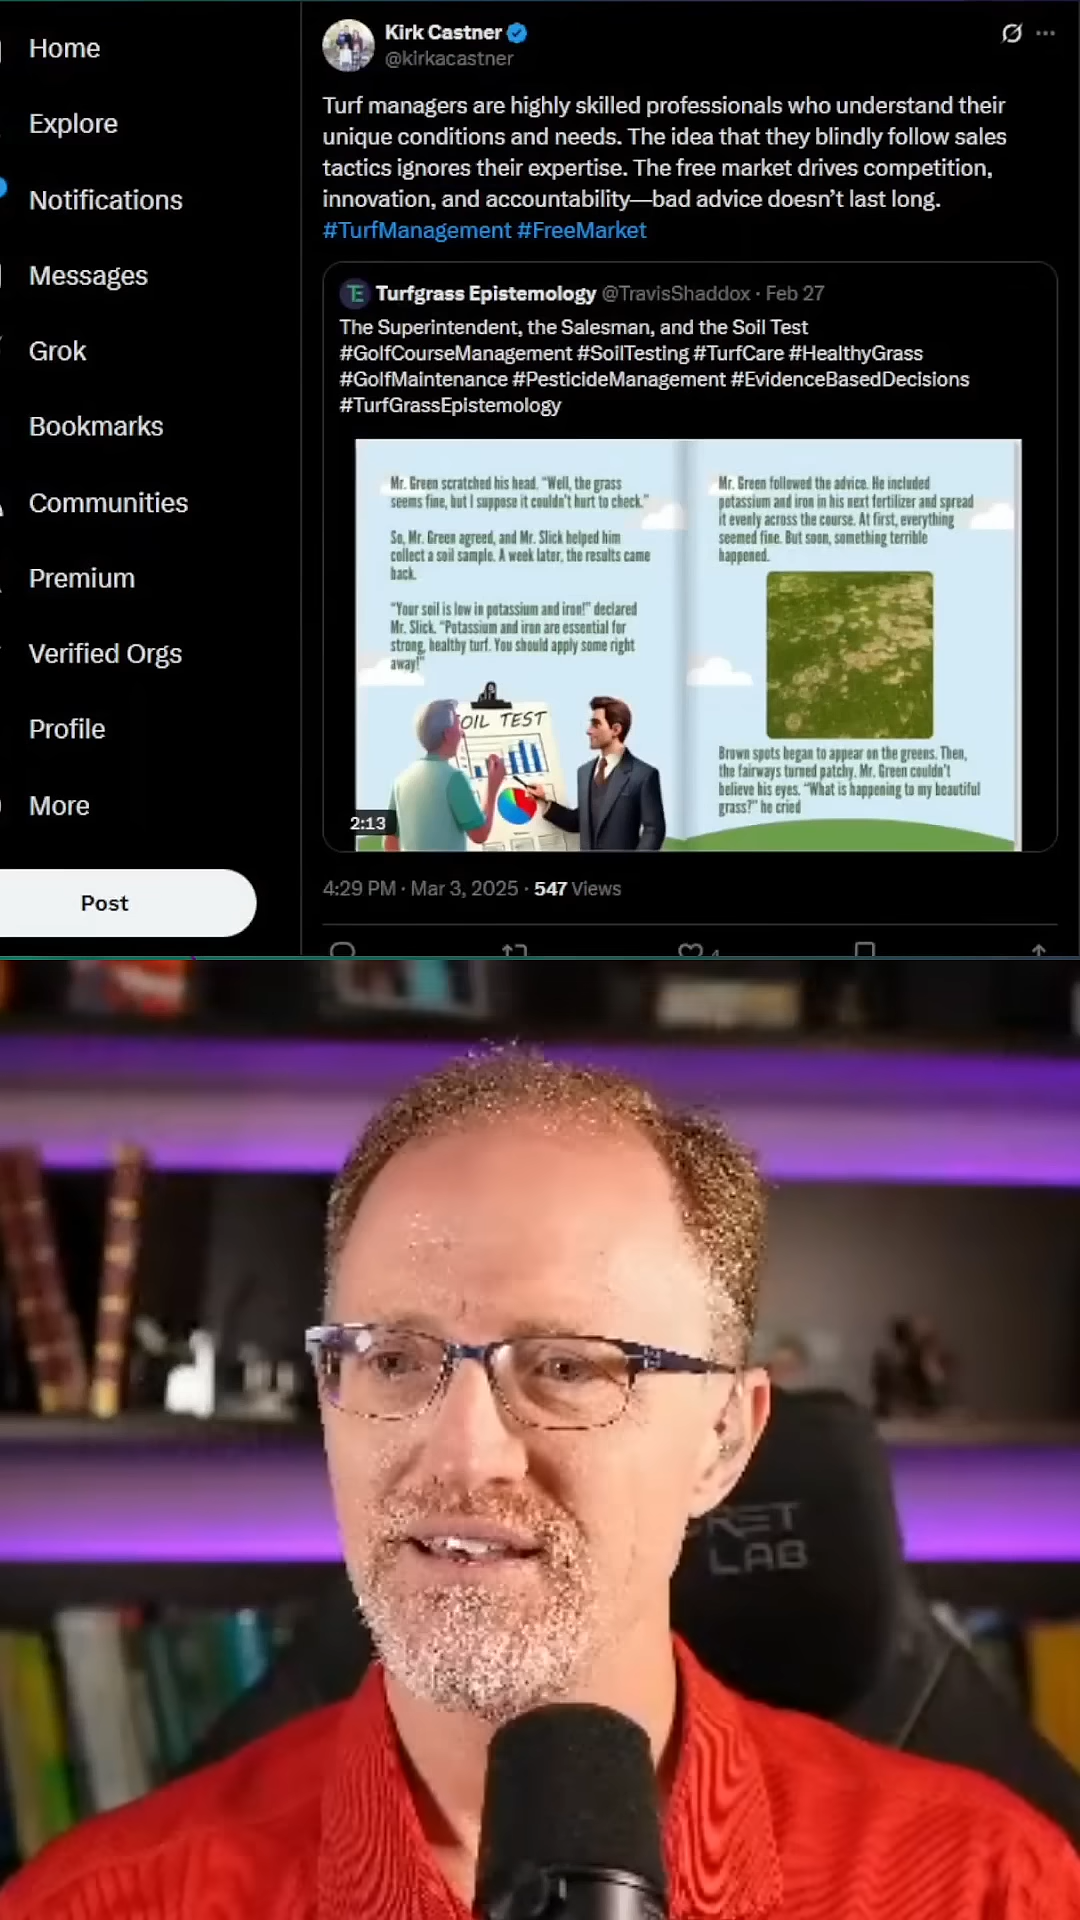 Home
Explore
Notifications
Messages
Grok
Bookmarks
Communities
Premium
Verified Orgs
Profile
More
Post
Kirk Castner
@kirkacastner
Turf managers are highly skilled professionals who understand their
unique conditions and needs. The idea that they blindly follow sales
tactics ignores their expertise. The free market drives competition,
innovation, and accountability—bad advice doesn't last long.
#TurfManagement #FreeMarket
TE Turfgrass Epistemology @TravisShaddox · Feb 27
The Superintendent, the Salesman, and the Soil Test
#GolfCourseManagement #SoilTesting #TurfCare #HealthyGrass
#GolfMaintenance #PesticideManagement #EvidenceBasedDecisions
#TurfGrassEpistemology
Mr. Green scratched his head. "Well, the grass
seems fine, but I suppose it couldn't hurt to check."
So, Mr. Green agreed, and Mr. Slick helped him
collect a soil sample. A week later, the results came
back.
"Your soil is low in potassium and iron!" declared
Mr. Slick. "Potassium and iron are essential for
strong, healthy turf. You should apply some right
away!"
OIL TEST
2:13
Mr. Green followed the advice. He included
potassium and iron in his next fertilizer and spread
it evenly across the course. At first, everything
seemed fine. But soon, something terrible
happened.
Brown spots began to appear on the greens. Then,
the fairways turned patchy. Mr. Green couldn't
believe his eyes. "What is happening to my beautiful
grass?" he cried
4:29 PM · Mar 3, 2025 · 547 Views
RET
LAB